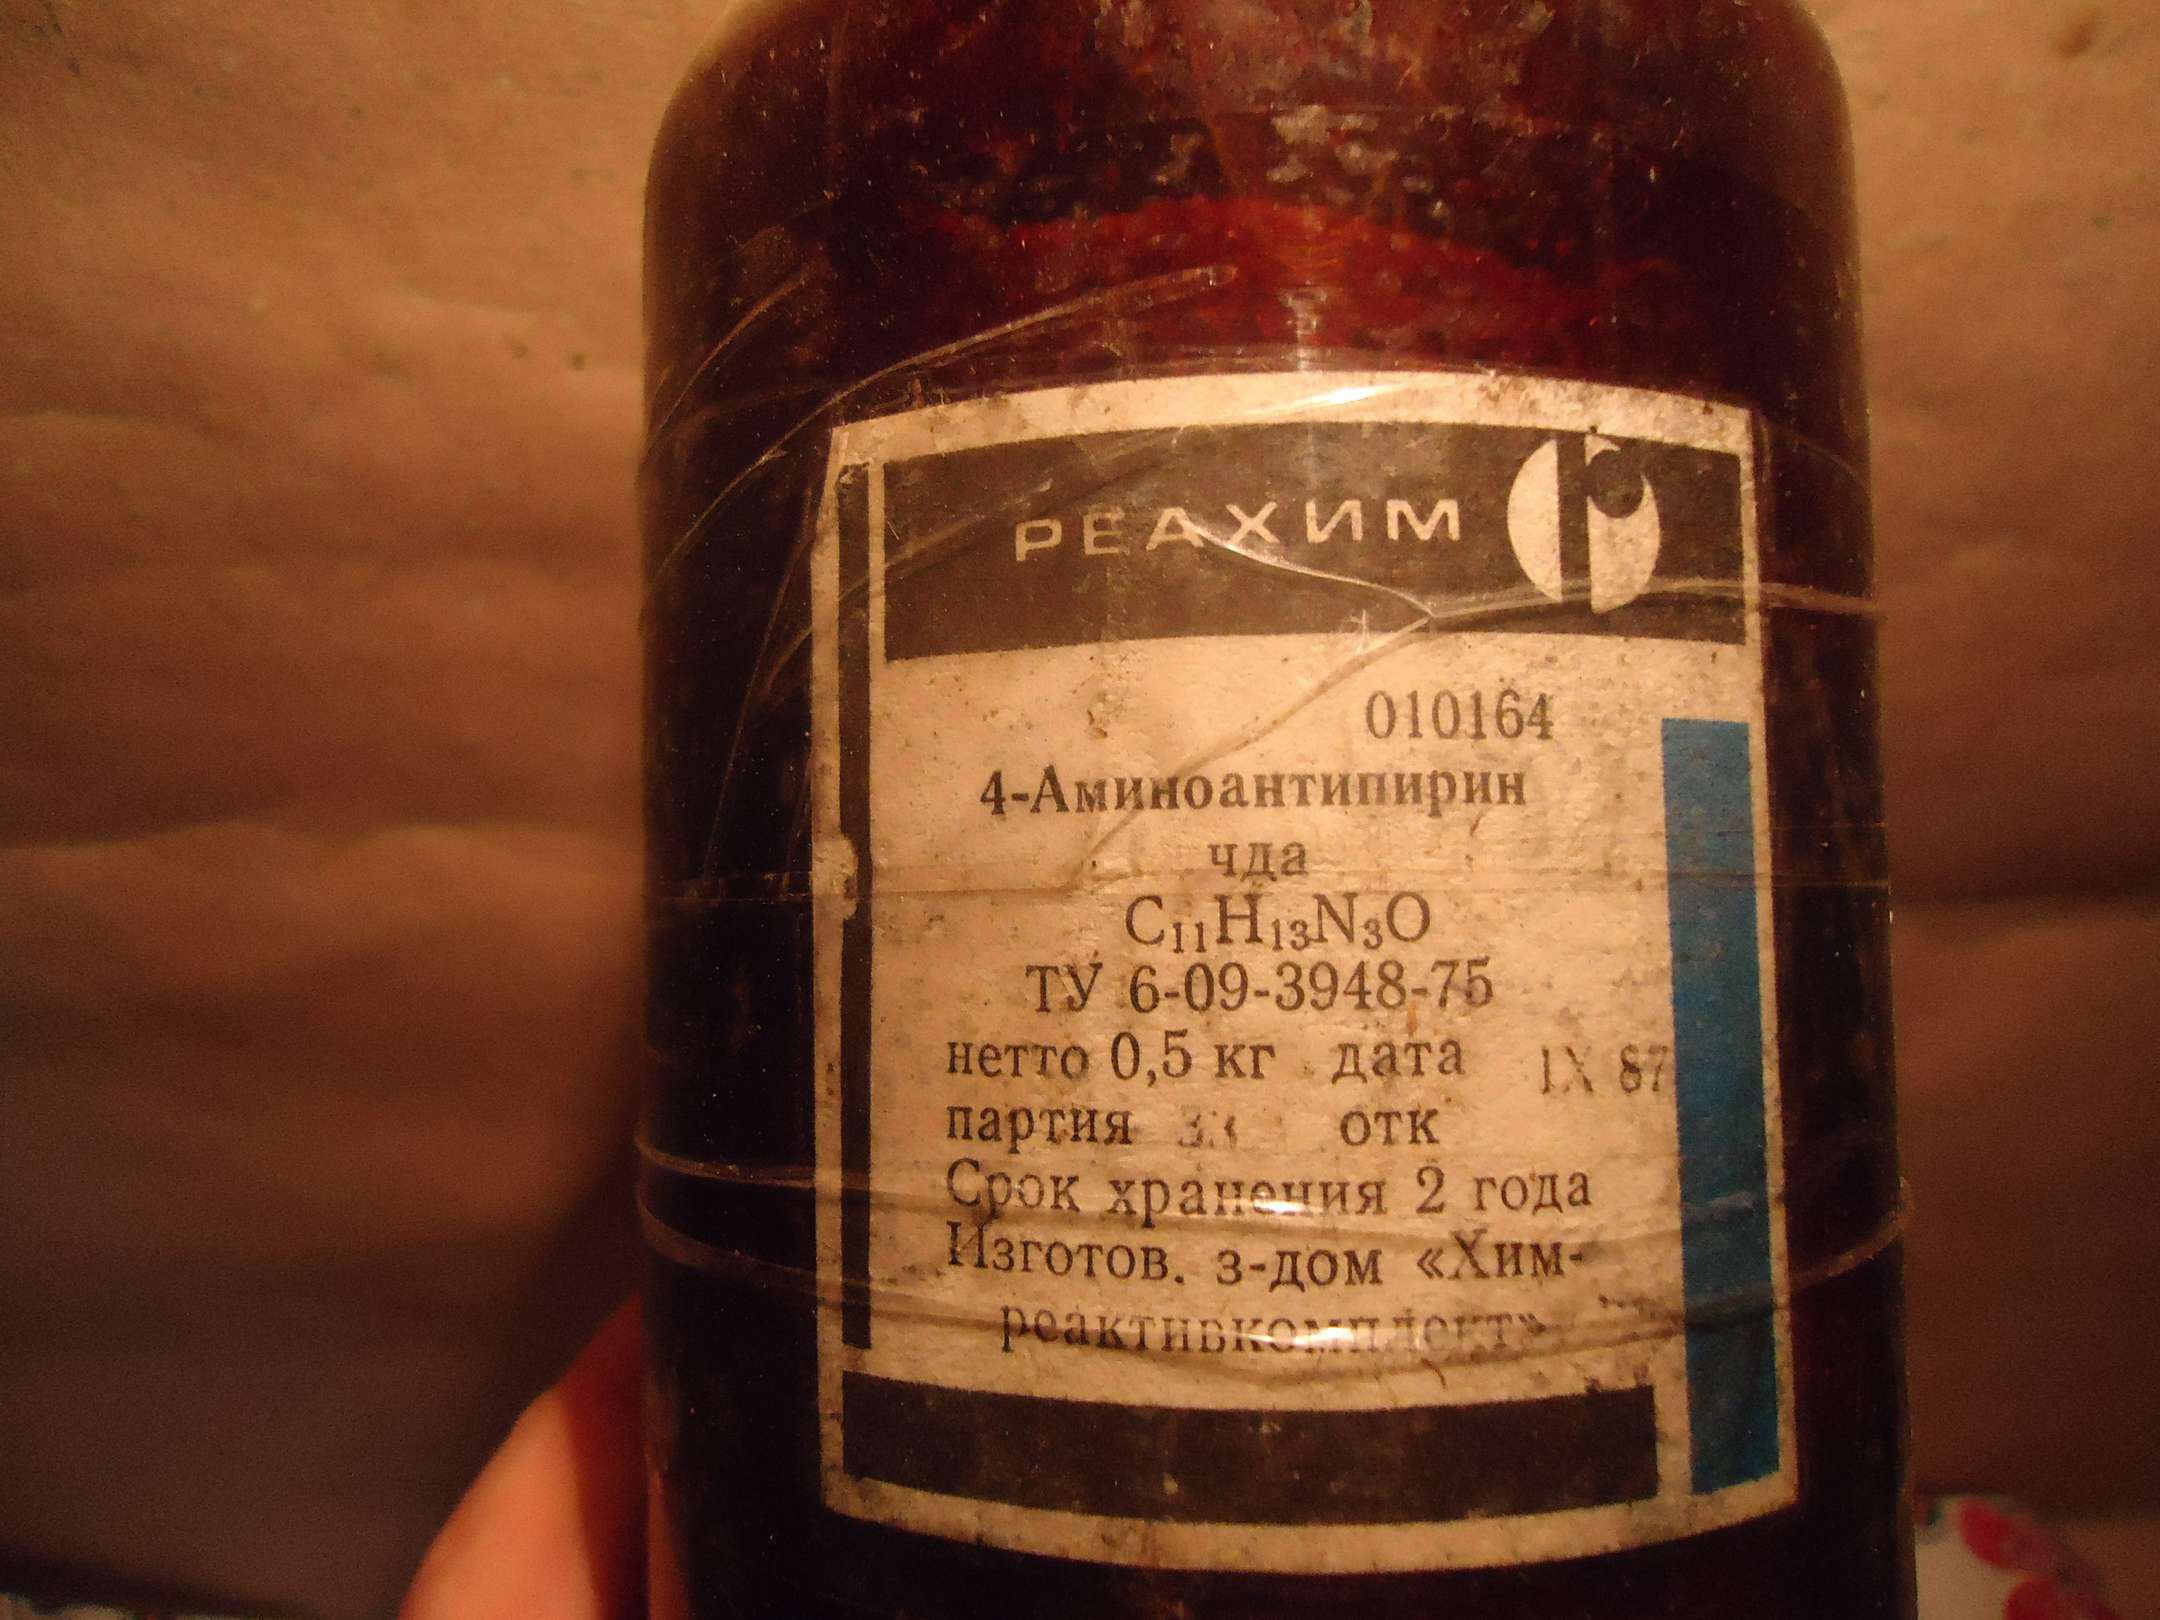 РЕАХИМ
010164
4-Аминоантипирин
чда
C₁₁H₁₃N₃O
ТУ 6-09-3948-75
нетто 0,5 кг дата IX 87
партия отк
Срок хранения 2 года
Изготов. з-дом «Хим-
реактивкомплект»